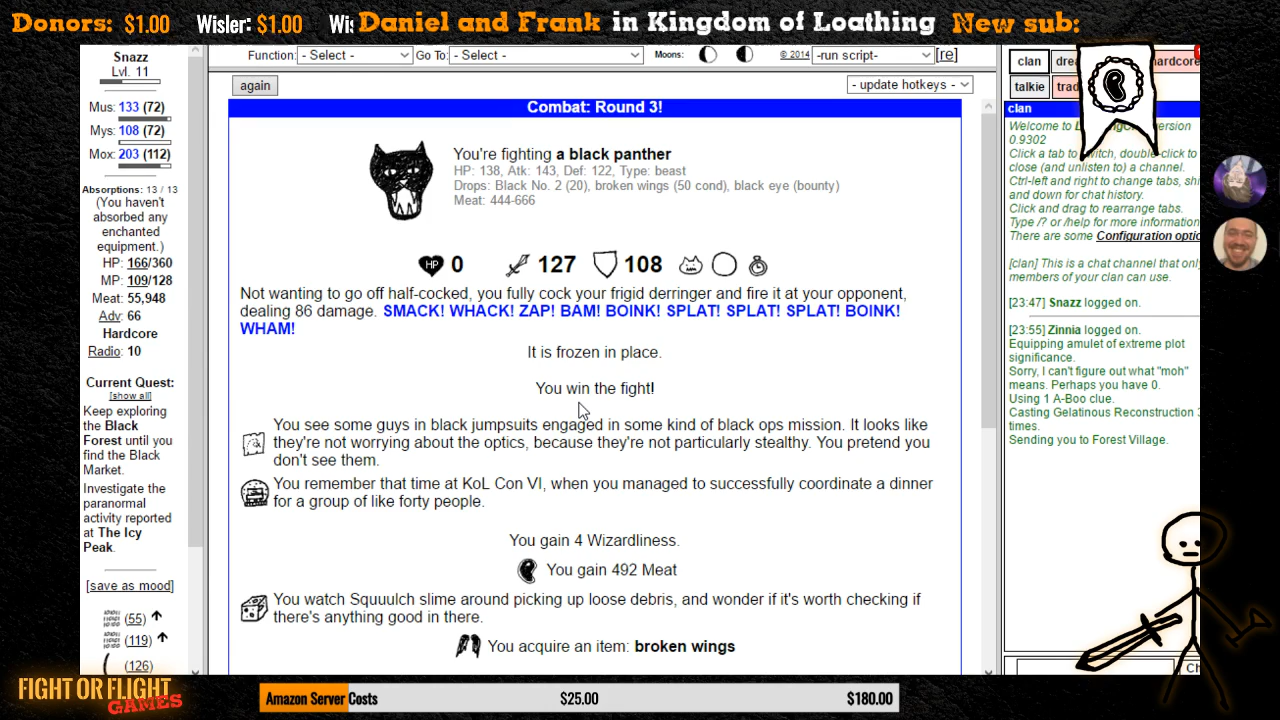 Donors: $1.00 Wisler: $1.00 Daniel and Frank in Kingdom of Loathing New sub:
Snazz
Lvl. 11
Mus: 133 (72)
Mys: 108 (72)
Mox: 203 (112)
Absorptions: 13 / 13
(You haven't
absorbed any
enchanted
equipment.)
HP: 166/360
MP: 109/128
Meat: 55,948
Adv: 66
Hardcore
Radio: 10
Current Quest:
[show all]
Keep exploring
the Black
Forest until you
find the Black
Market.
Investigate the
paranormal
activity reported
at The Icy
Peak.
[save as mood]
(55)
(119)
(126)
Function: - Select - Go To: - Select - Moons: © 2014 -run script- [re]
again - update hotkeys -
Combat: Round 3!
You're fighting a black panther
HP: 138, Atk: 143, Def: 122, Type: beast
Drops: Black No. 2 (20), broken wings (50 cond), black eye (bounty)
Meat: 444-666
HP 0 127 108
Not wanting to go off half-cocked, you fully cock your frigid derringer and fire it at your opponent,
dealing 86 damage. SMACK! WHACK! ZAP! BAM! BOINK! SPLAT! SPLAT! SPLAT! BOINK!
WHAM!
It is frozen in place.
You win the fight!
You see some guys in black jumpsuits engaged in some kind of black ops mission. It looks like
they're not worrying about the optics, because they're not particularly stealthy. You pretend you
don't see them.
You remember that time at KoL Con VI, when you managed to successfully coordinate a dinner
for a group of like forty people.
You gain 4 Wizardliness.
You gain 492 Meat
You watch Squuulch slime around picking up loose debris, and wonder if it's worth checking if
there's anything good in there.
You acquire an item: broken wings
clan
talkie
clan
Welcome to
0.9302
Click a tab to double-click to
close (and unlisten to) a channel.
Ctrl-left and right to change tabs,
and down for chat history.
Click and drag to rearrange tabs.
Type /? or /help for more information
There are some
[clan] This is a chat channel that
members of your clan can use.
[23:47] Snazz logged on.
[23:55] Zinnia logged on.
Equipping amulet of extreme plot
significance.
Sorry, I can't figure out what "moh"
means. Perhaps you have 0.
Using 1 A-Boo clue.
Casting Gelatinous Reconstruction
times.
Sending you to Forest Village.
FIGHT OR FLIGHT
GAMES
Amazon Server Costs $25.00 $180.00